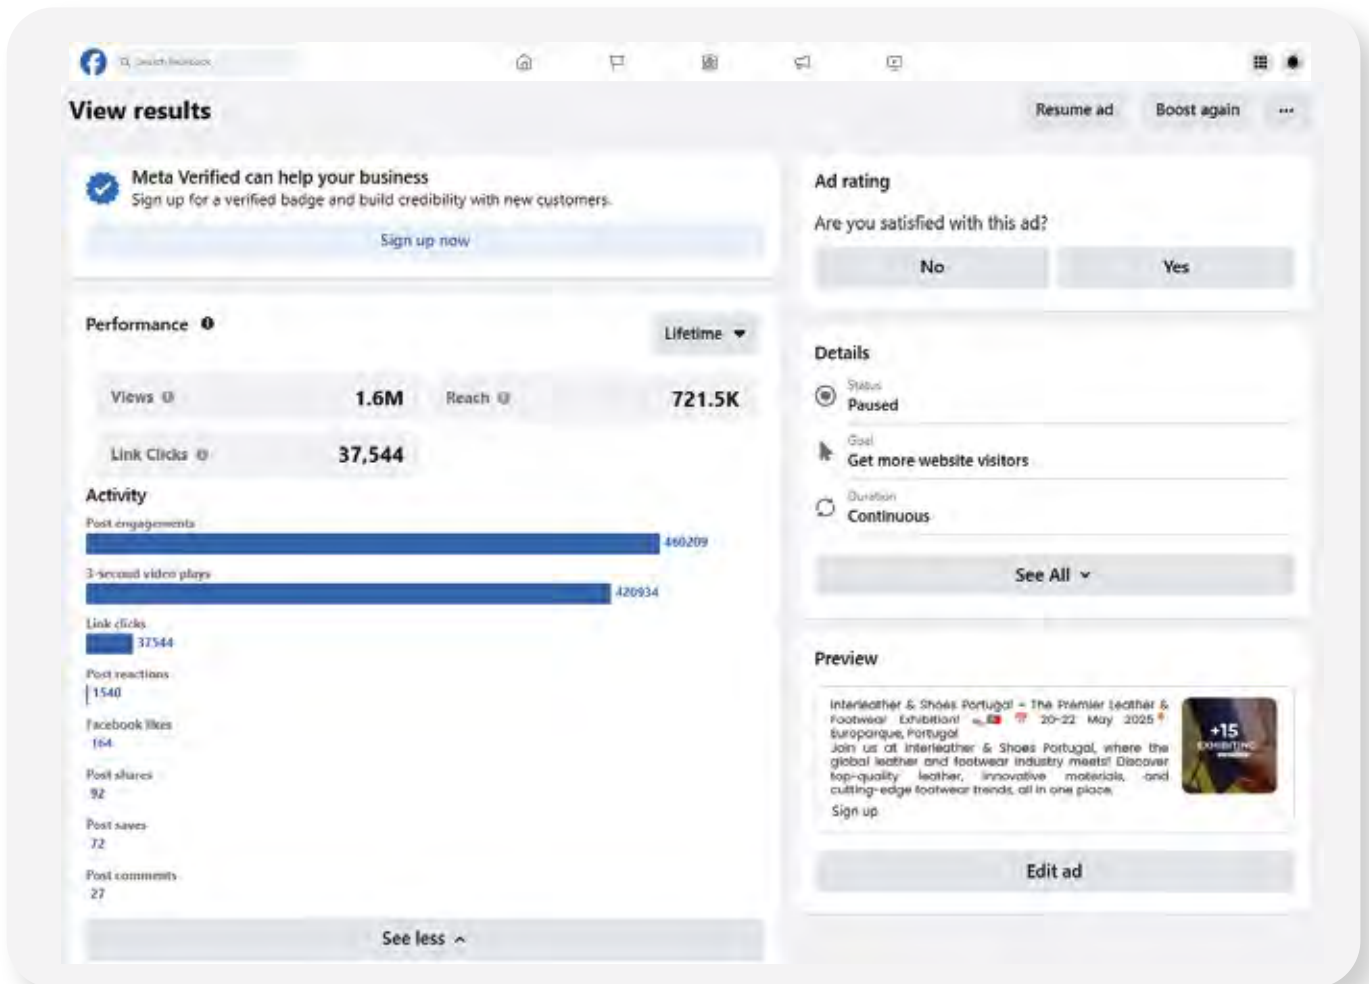 Search Facebook
View results
Resume ad
Boost again
Meta Verified can help your business
Sign up for a verified badge and build credibility with new customers.
Sign up now
Performance
Lifetime
Views 1.6M
Reach 721.5K
Link Clicks 37,544
Activity
Post engagements
460209
3-second video plays
420934
Link clicks
37544
Post reactions
1540
Facebook likes
164
Post shares
92
Post saves
72
Post comments
27
See less
Ad rating
Are you satisfied with this ad?
No
Yes
Details
Status
Paused
Goal
Get more website visitors
Duration
Continuous
See All
Preview
Interleather & Shoes Portugal – The Premier Leather &
Footwear Exhibition! 20-22 May 2025
Europarque, Portugal
Join us at Interleather & Shoes Portugal, where the
global leather and footwear industry meets! Discover
top-quality leather, innovative materials, and
cutting-edge footwear trends, all in one place.
Sign up
+15
EXHIBITING
Edit ad